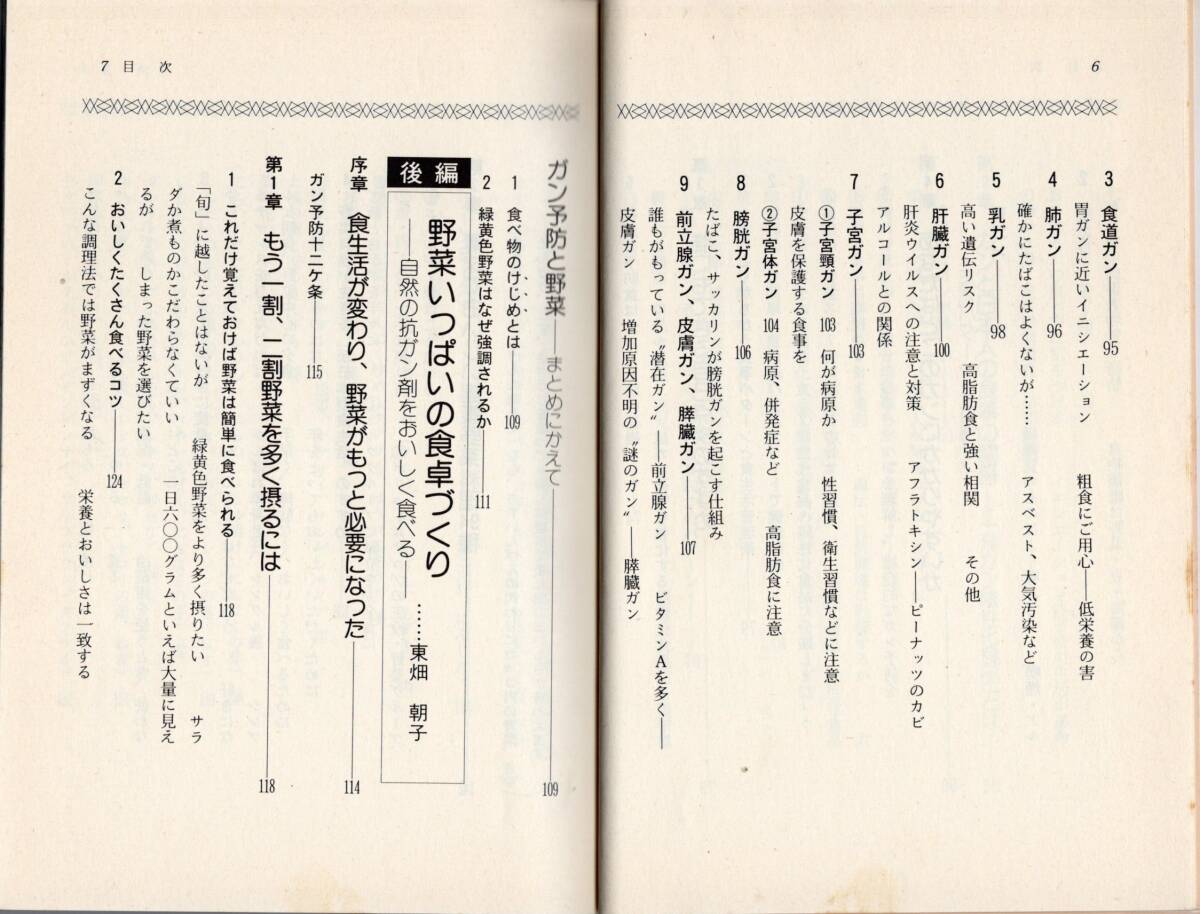 6
3 食道ガン――95
胃ガンに近いイニシエーション　粗食にご用心――低栄養の害
4 肺ガン――96
確かにたばこはよくないが……　アスベスト、大気汚染など
5 乳ガン――98
高い遺伝リスク　高脂肪食と強い相関　その他
6 肝臓ガン――100
肝炎ウイルスへの注意と対策　アフラトキシン――ピーナッツのカビ
アルコールとの関係
7 子宮ガン――103
①子宮頸ガン 103 何が病原か　性習慣、衛生習慣などに注意
皮膚を保護する食事を
②子宮体ガン 104 病原、併発症など　高脂肪食に注意
8 膀胱ガン――106
たばこ、サッカリンが膀胱ガンを起こす仕組み
9 前立腺ガン、皮膚ガン、膵臓ガン――107
誰もがもっている〝潜在ガン〟――前立腺ガン　ビタミンAを多く――
皮膚ガン　増加原因不明の〝謎のガン〟――膵臓ガン
7 目 次
ガン予防と野菜――まとめにかえて――109
1 食べ物のけじめとは――109
2 緑黄色野菜はなぜ強調されるか――111
後編
野菜いっぱいの食卓づくり……東畑 朝子
――自然の抗ガン剤をおいしく食べる――
序章 食生活が変わり、野菜がもっと必要になった――114
ガン予防十二ケ条――115
第1章 もう一割、二割野菜を多く摂るには――118
1 これだけ覚えておけば野菜は簡単に食べられる――118
「旬」に越したことはないが　緑黄色野菜をより多く摂りたい　サラ
ダか煮ものかこだわらなくていい　一日六〇〇グラムといえば大量に見え
るが　しまった野菜を選びたい
2 おいしくたくさん食べるコツ――124
こんな調理法では野菜がまずくなる　栄養とおいしさは一致する